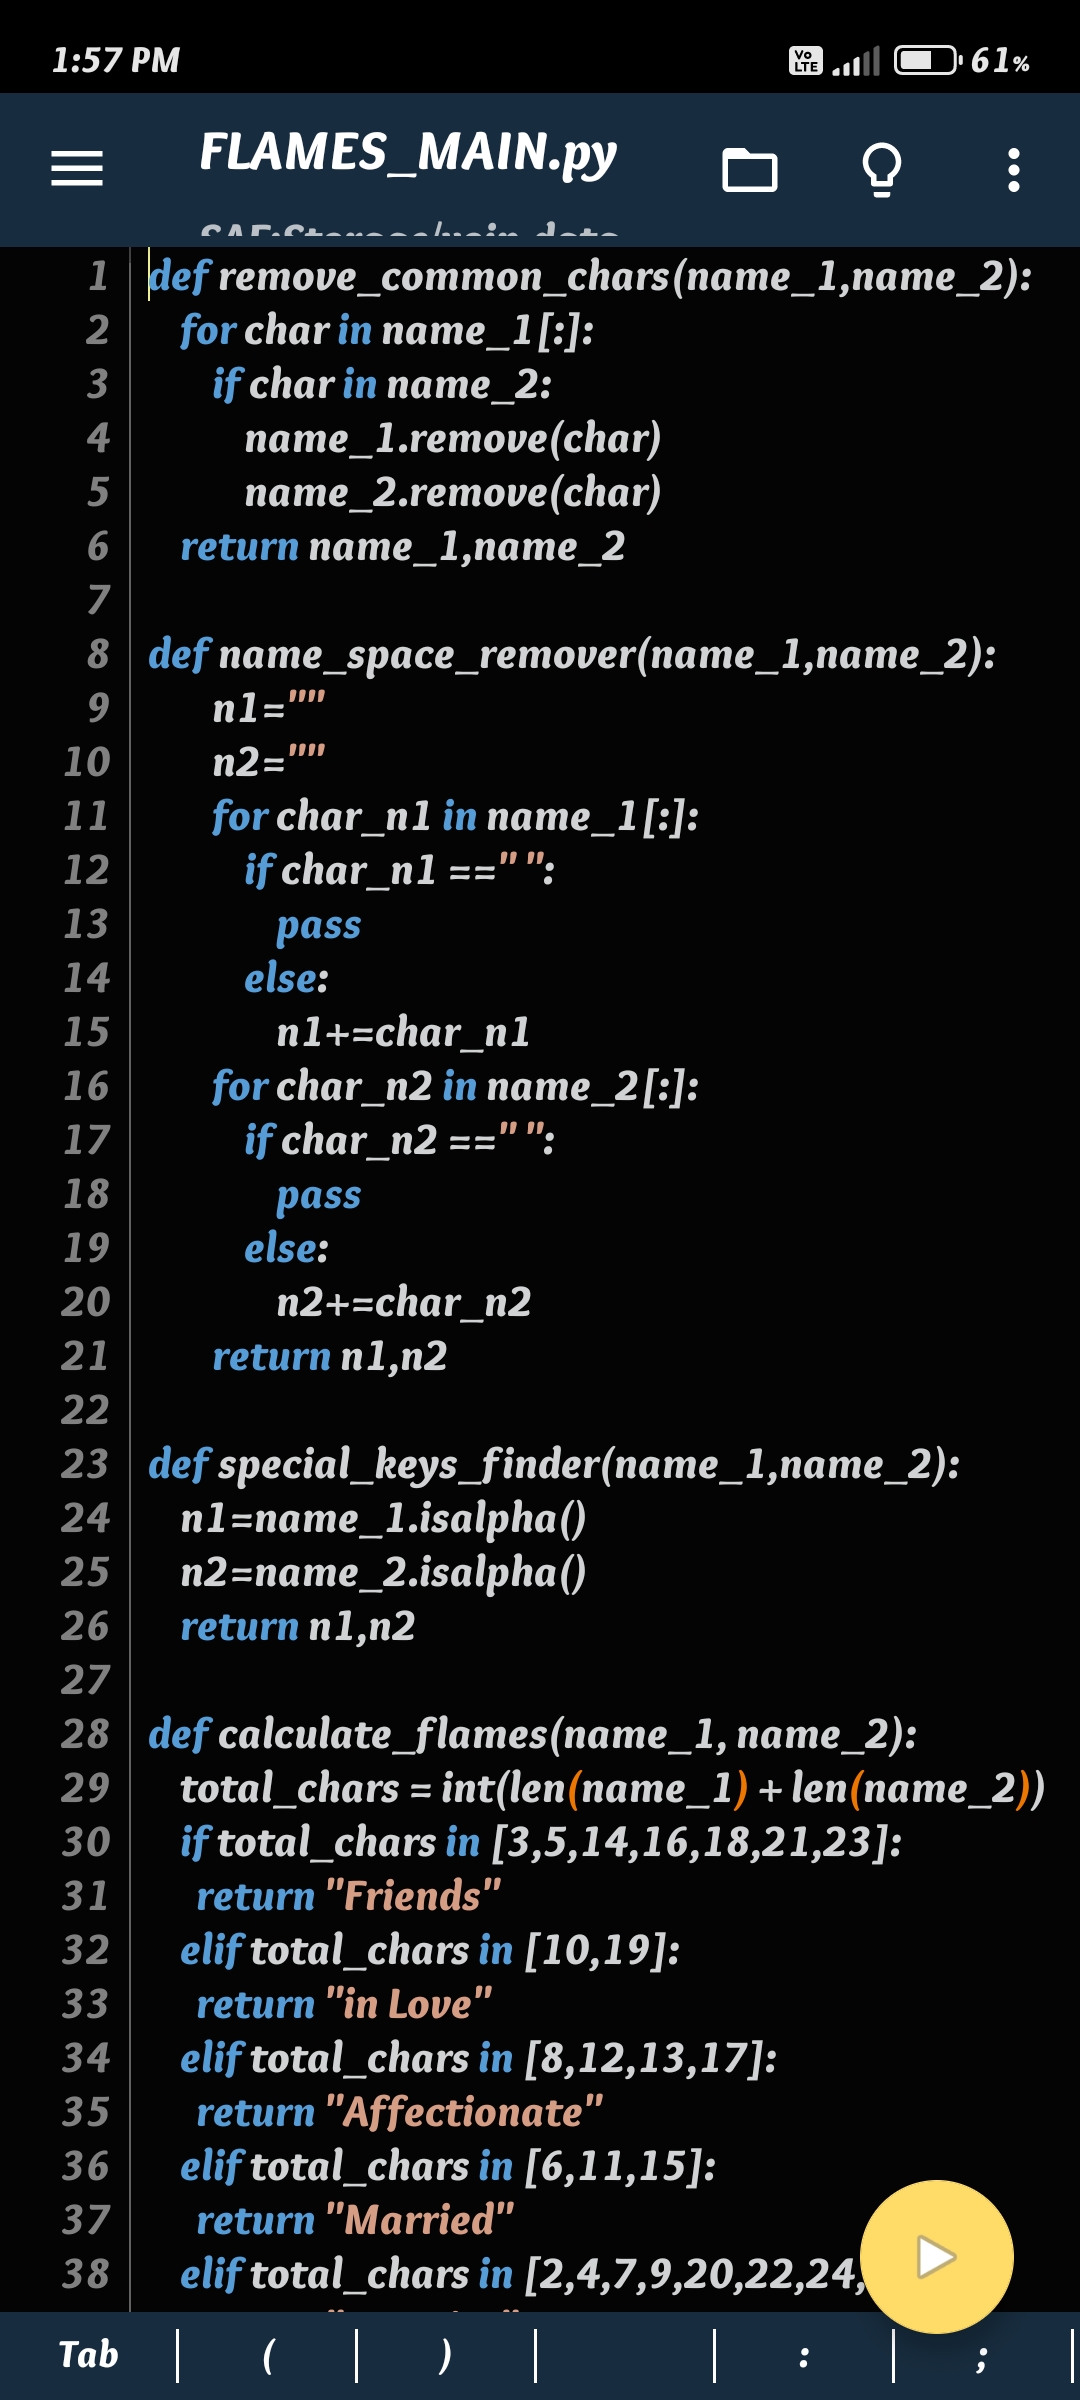 1:57 PM
Vo LTE
61%
FLAMES_MAIN.py
1 def remove_common_chars(name_1,name_2):
2 for char in name_1[:]:
3 if char in name_2:
4 name_1.remove(char)
5 name_2.remove(char)
6 return name_1,name_2
7
8 def name_space_remover(name_1,name_2):
9 n1=""
10 n2=""
11 for char_n1 in name_1[:]:
12 if char_n1 ==" ":
13 pass
14 else:
15 n1+=char_n1
16 for char_n2 in name_2[:]:
17 if char_n2 ==" ":
18 pass
19 else:
20 n2+=char_n2
21 return n1,n2
22
23 def special_keys_finder(name_1,name_2):
24 n1=name_1.isalpha()
25 n2=name_2.isalpha()
26 return n1,n2
27
28 def calculate_flames(name_1, name_2):
29 total_chars = int(len(name_1) + len(name_2))
30 if total_chars in [3,5,14,16,18,21,23]:
31 return "Friends"
32 elif total_chars in [10,19]:
33 return "in Love"
34 elif total_chars in [8,12,13,17]:
35 return "Affectionate"
36 elif total_chars in [6,11,15]:
37 return "Married"
38 elif total_chars in [2,4,7,9,20,22,24,
Tab ( ) : ;